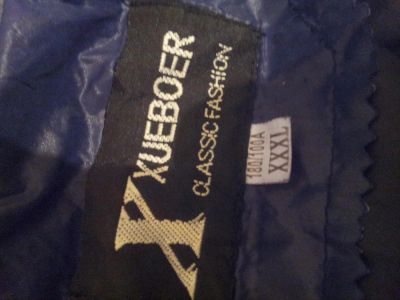 X
XUEBOER
CLASSIC FASHION
180/100A
XXXL